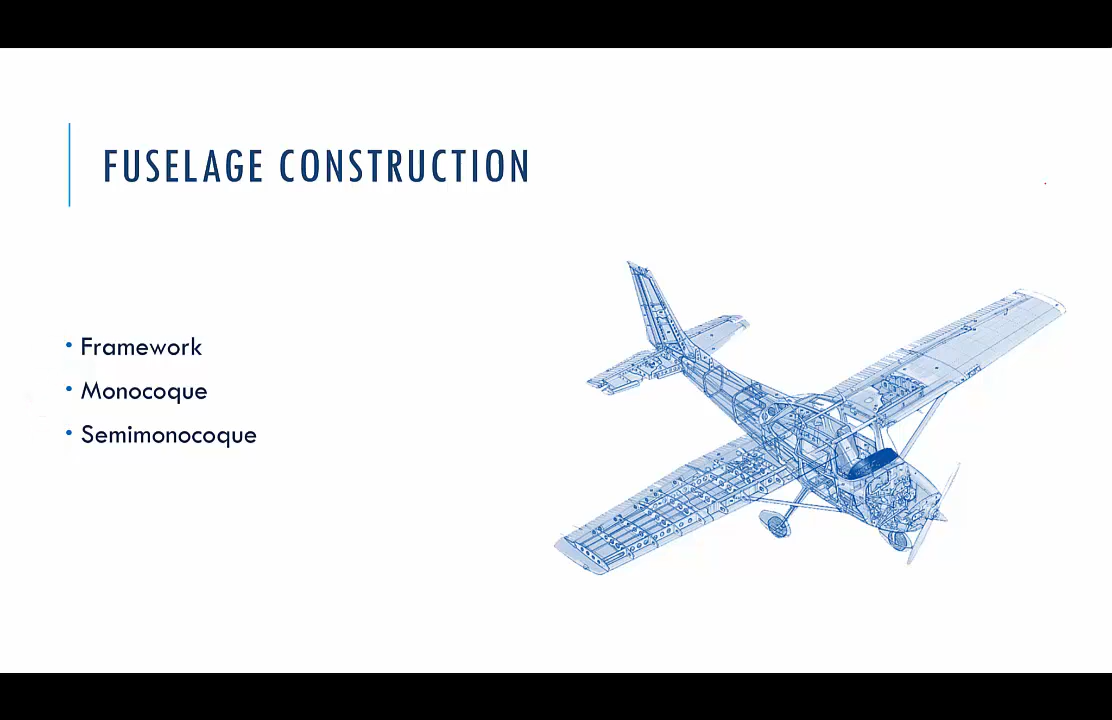 FUSELAGE CONSTRUCTION
• Framework
• Monocoque
• Semimonocoque